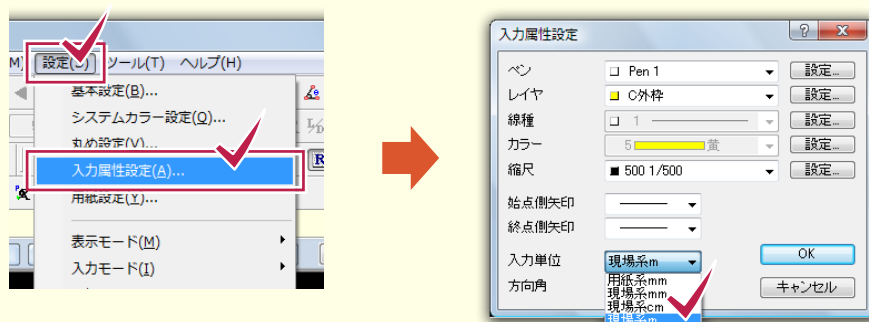 M) 設定(S) ツール(T) ヘルプ(H)
基本設定(B)...
システムカラー設定(Q)...
丸め設定(V)...
入力属性設定(A)...
用紙設定(Y)...
表示モード(M)
入力モード(I)
入力属性設定
ペン Pen 1 設定...
レイヤ C外枠 設定...
線種 1 設定...
カラー 5 黄 設定...
縮尺 500 1/500 設定...
始点側矢印
終点側矢印
入力単位 現場系m OK
用紙系mm
方向角 現場系mm キャンセル
現場系cm
現場系m